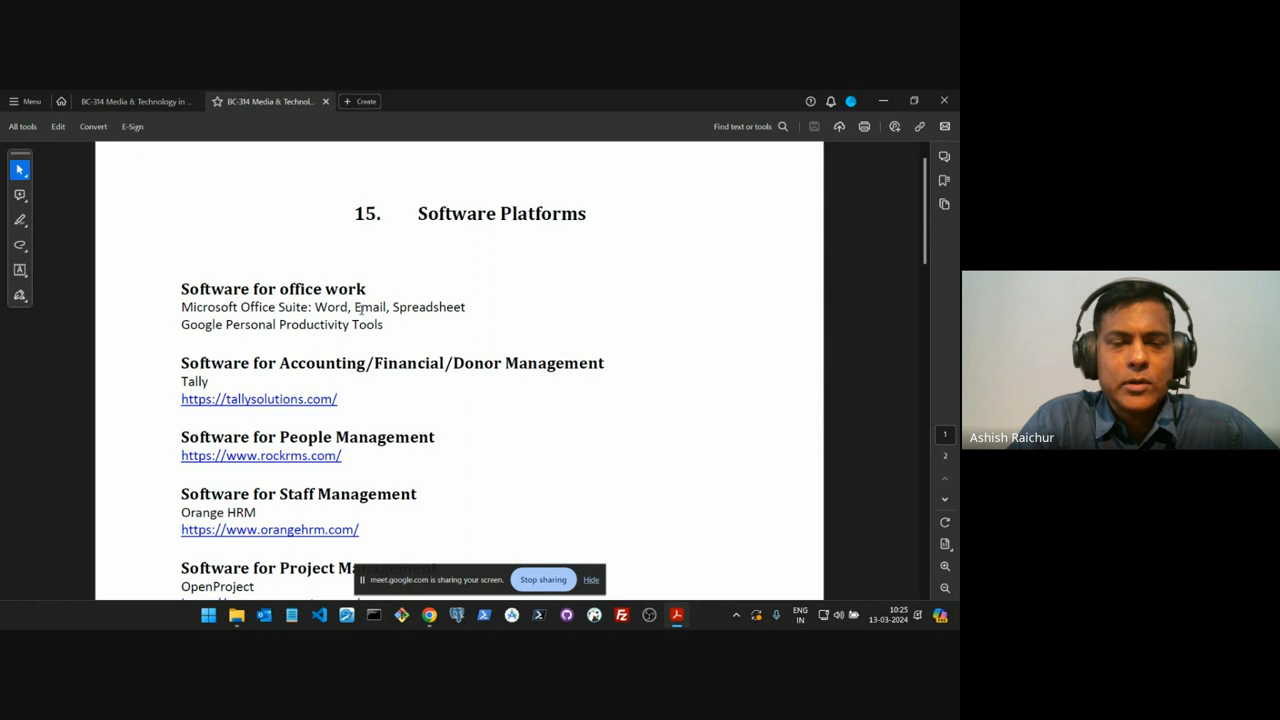 Menu
BC-314 Media & Technology in ...
BC-314 Media & Technol...
Create
All tools
Edit
Convert
E-Sign
Find text or tools
15. Software Platforms
Software for office work
Microsoft Office Suite: Word, Email, Spreadsheet
Google Personal Productivity Tools
Software for Accounting/Financial/Donor Management
Tally
https://tallysolutions.com/
Software for People Management
https://www.rockrms.com/
Software for Staff Management
Orange HRM
https://www.orangehrm.com/
Software for Project
OpenProject
meet.google.com is sharing your screen.
Stop sharing
Hide
1
2
ENG
IN
10:25
13-03-2024
Ashish Raichur